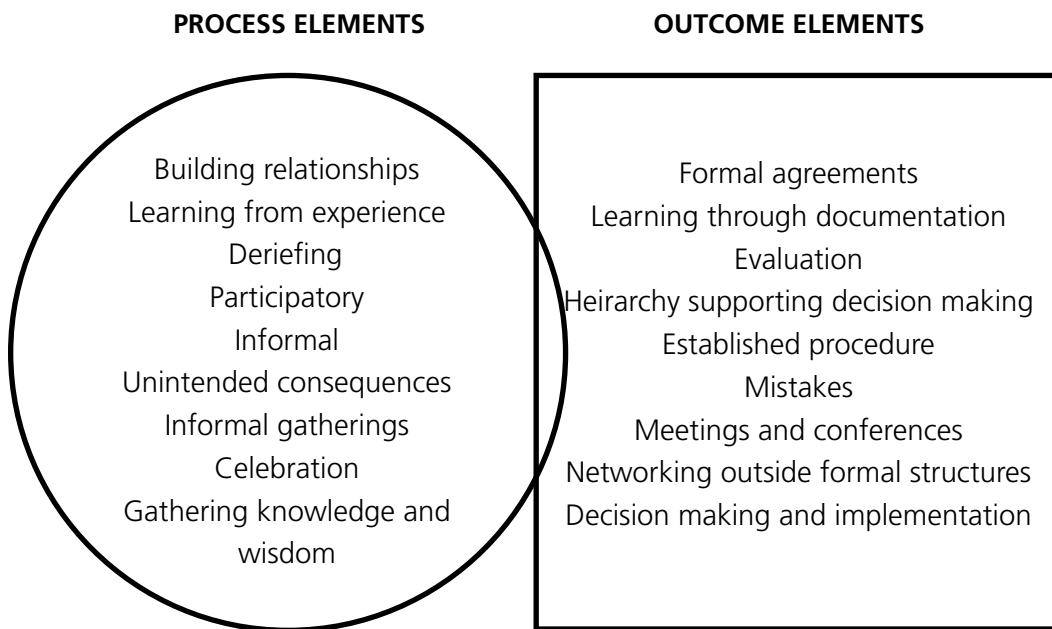 PROCESS ELEMENTS
Building relationships
Learning from experience
Deriefing
Participatory
Informal
Unintended consequences
Informal gatherings
Celebration
Gathering knowledge and
wisdom
OUTCOME ELEMENTS
Formal agreements
Learning through documentation
Evaluation
Heirarchy supporting decision making
Established procedure
Mistakes
Meetings and conferences
Networking outside formal structures
Decision making and implementation